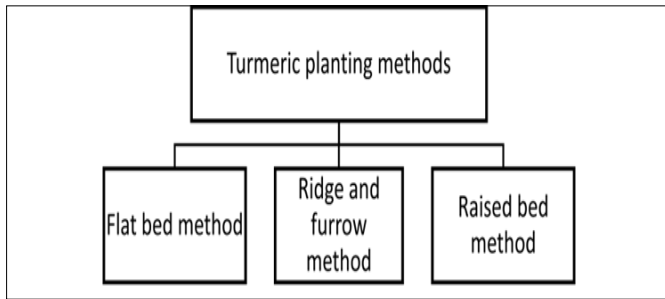 Turmeric planting methods
Flat bed method
Ridge and
furrow
method
Raised bed
method